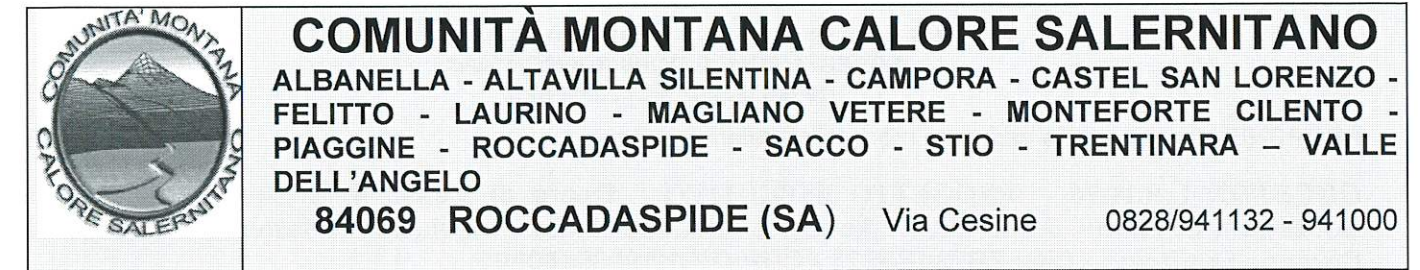 COMUNITA' MONTANA
CALORE SALERNITANO
COMUNITÀ MONTANA CALORE SALERNITANO
ALBANELLA - ALTAVILLA SILENTINA - CAMPORA - CASTEL SAN LORENZO -
FELITTO - LAURINO - MAGLIANO VETERE - MONTEFORTE CILENTO -
PIAGGINE - ROCCADASPIDE - SACCO - STIO - TRENTINARA – VALLE
DELL'ANGELO
84069 ROCCADASPIDE (SA) Via Cesine 0828/941132 - 941000